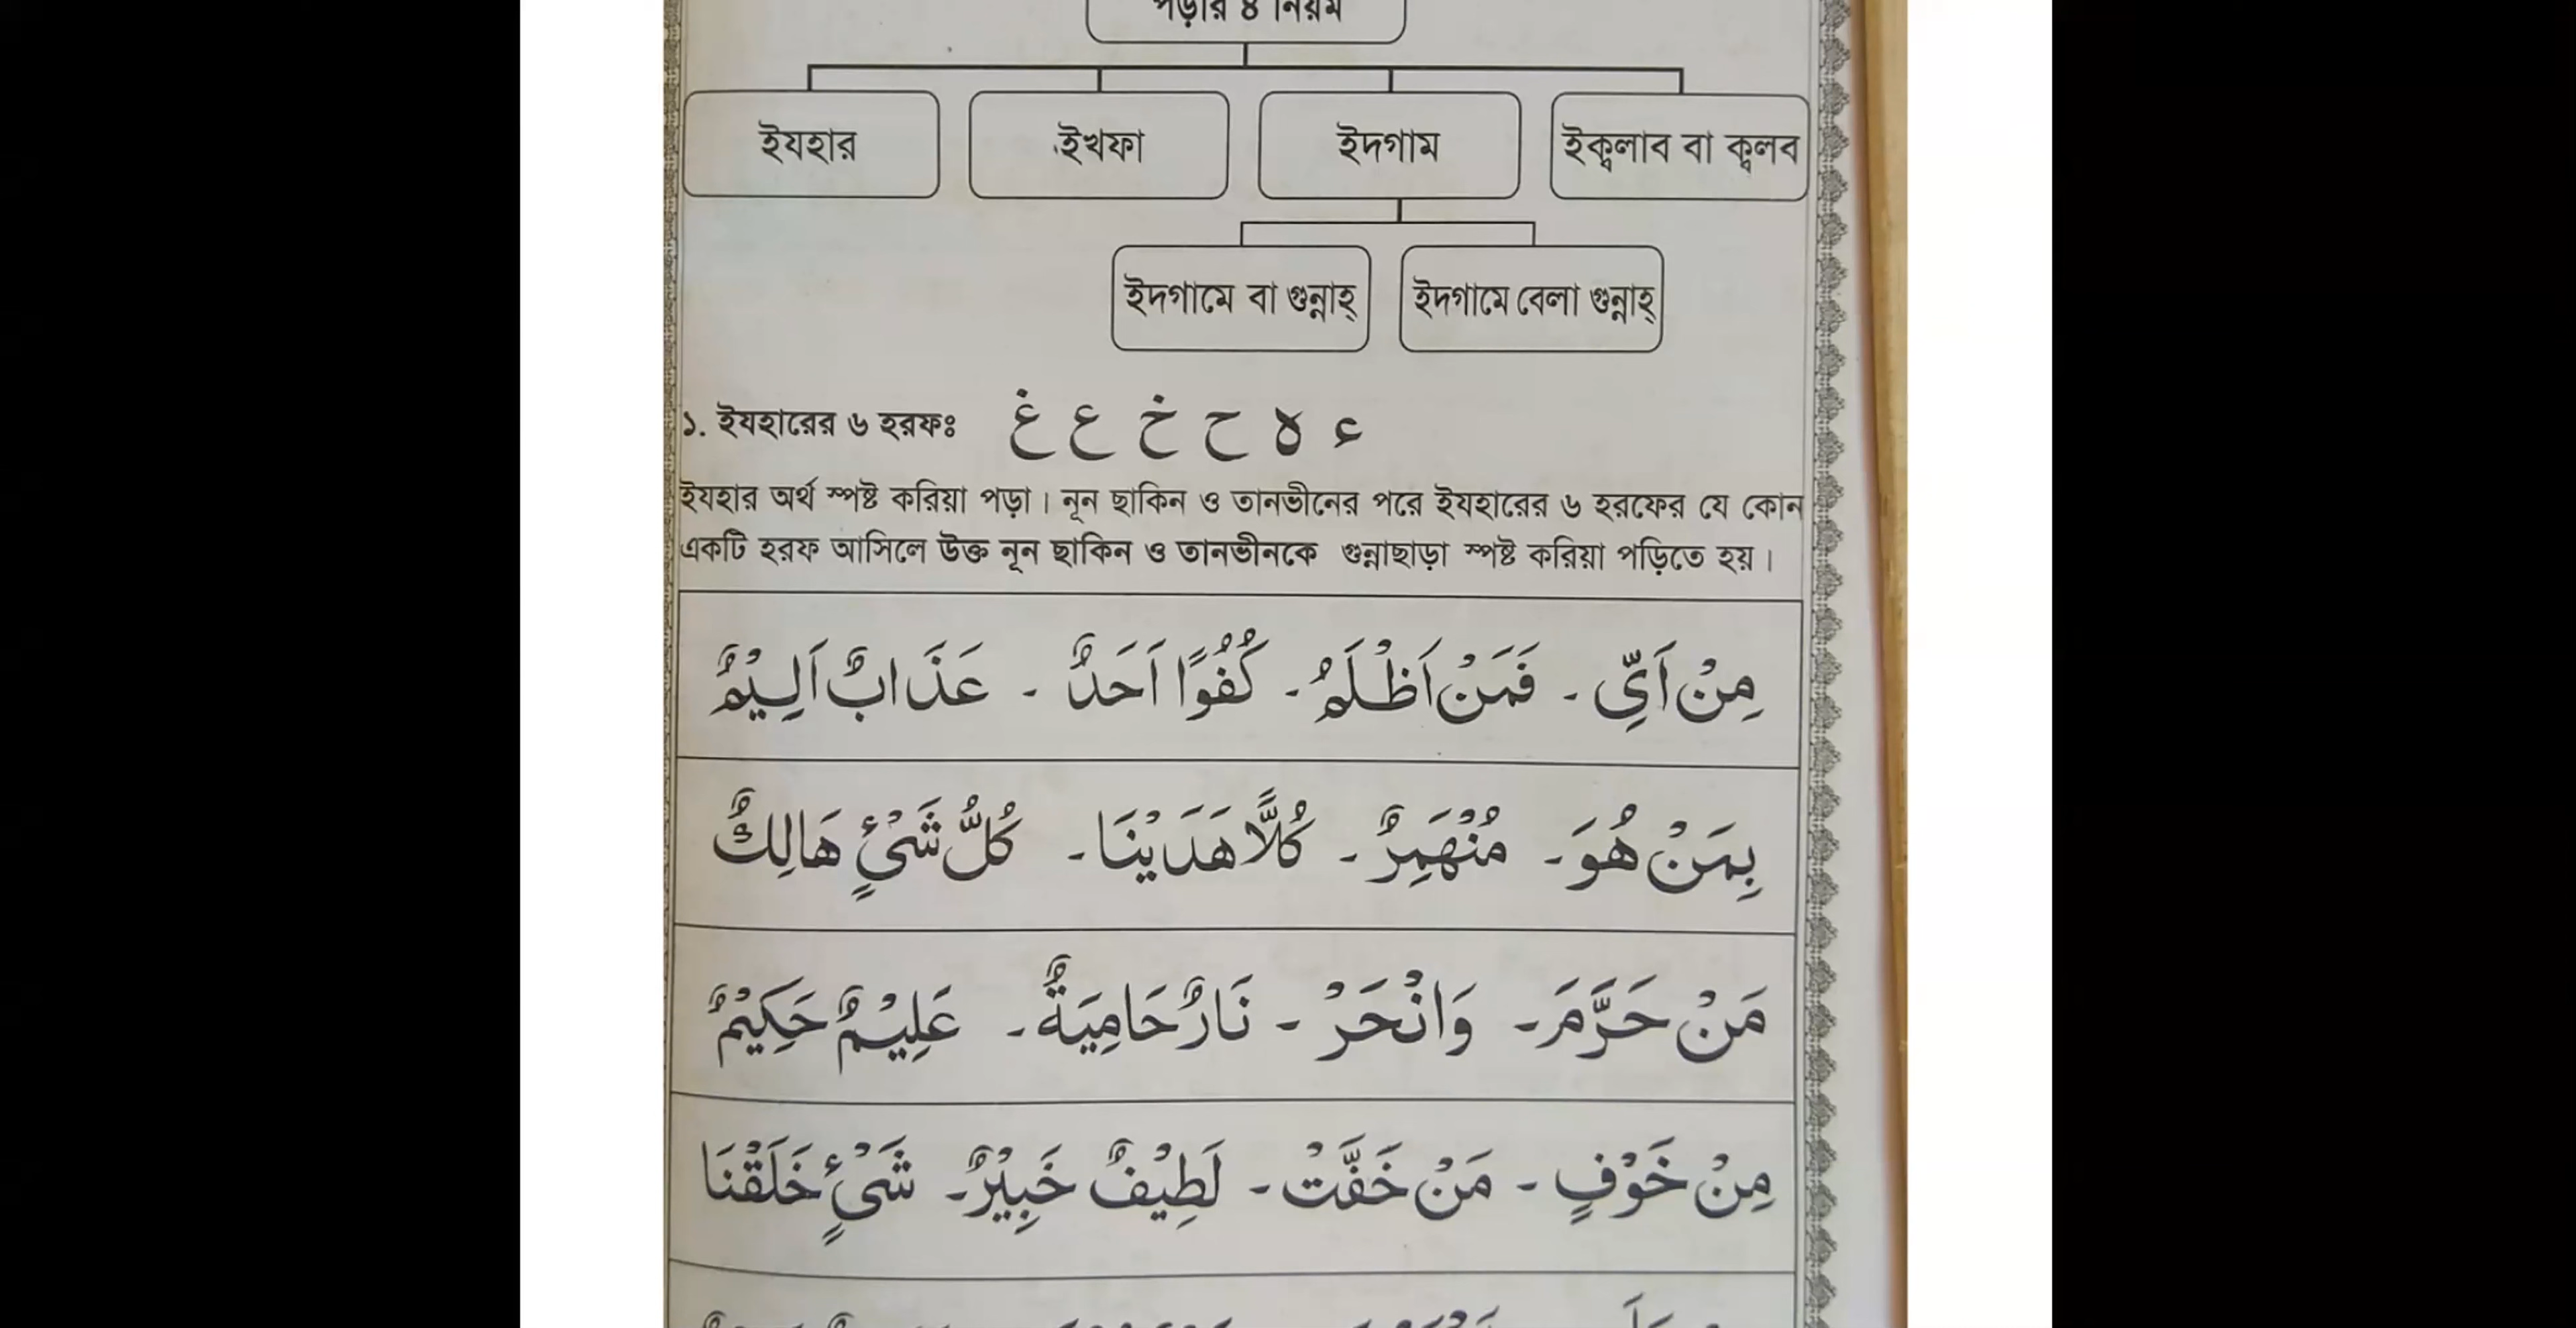 পড়ার ৪ নিয়ম
ইযহার ইখফা ইদগাম ইক্বলাব বা ক্বলব
ইদগামে বা গুন্নাহ্ ইদগামে বেলা গুন্নাহ্
১. ইযহারের ৬ হরফঃ ء ه ح خ ع غ
ইযহার অর্থ স্পষ্ট করিয়া পড়া। নূন ছাকিন ও তানভীনের পরে ইযহারের ৬ হরফের যে কোন
একটি হরফ আসিলে উক্ত নূন ছাকিন ও তানভীনকে গুন্নাছাড়া স্পষ্ট করিয়া পড়িতে হয়।
مِنْ اَيِّ - فَمَنْ اَظْلَمُ - كُفُوًا اَحَدٌ - عَذَابٌ اَلِيْمٌ
بِمَنْ هُوَ - مُنْهَمِرٌ - كُلًّا هَدَيْنَا - كُلُّ شَىْءٍ هَالِكٌ
مَنْ حَرَّمَ - وَانْحَرْ - نَارٌ حَامِيَةٌ - عَلِيْمٌ حَكِيْمٌ
مِنْ خَوْفٍ - مَنْ خَفَّتْ - لَطِيْفٌ خَبِيْرٌ - شَىْءٍ خَلَقْنَا